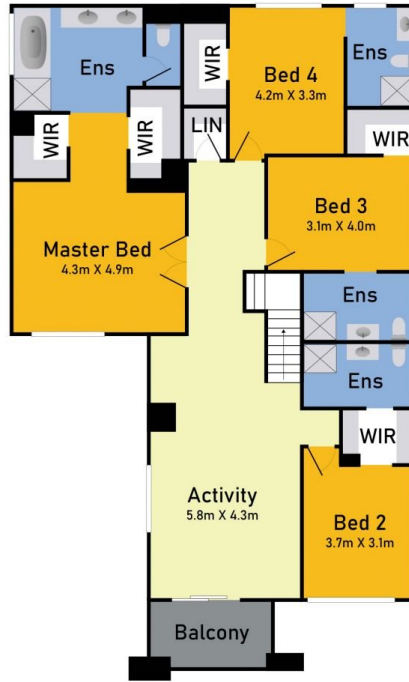 Ens
WIR
Bed 4
4.2m X 3.3m
Ens
LIN
WIR
WIR
WIR
Bed 3
3.1m X 4.0m
Master Bed
4.3m X 4.9m
Ens
Ens
WIR
Activity
5.8m X 4.3m
Bed 2
3.7m X 3.1m
Balcony